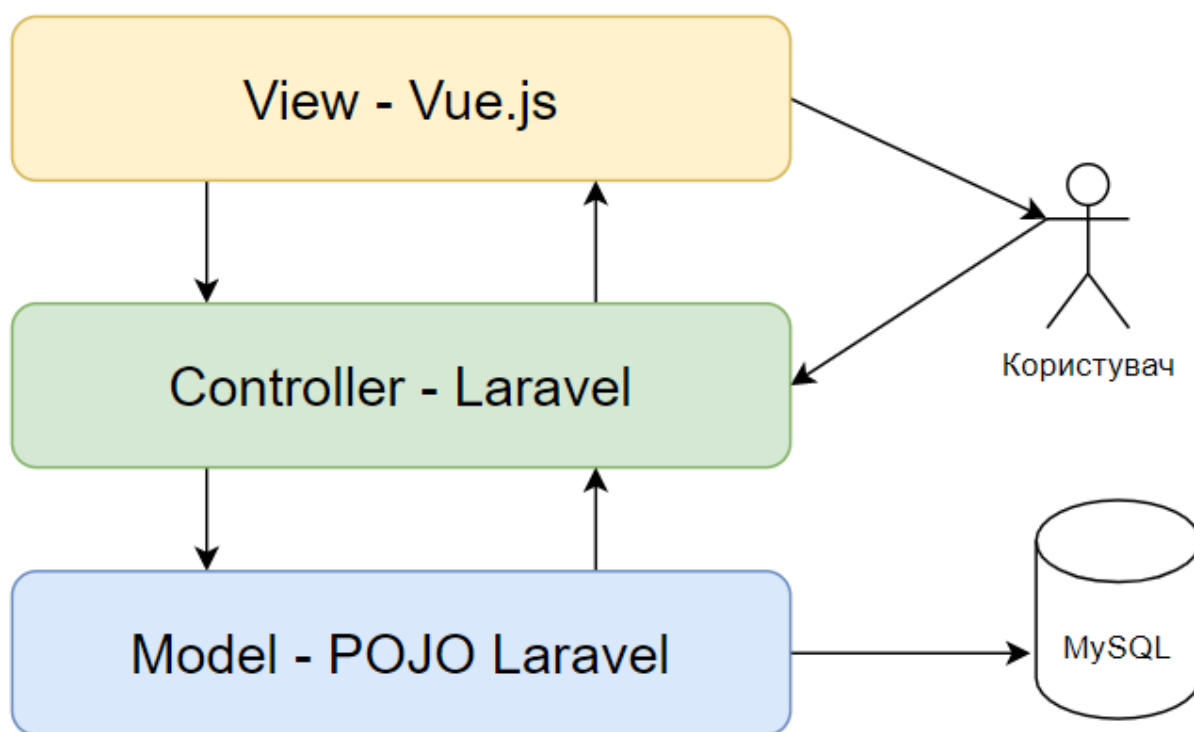 View - Vue.js
Controller - Laravel
Користувач
Model - POJO Laravel
MySQL